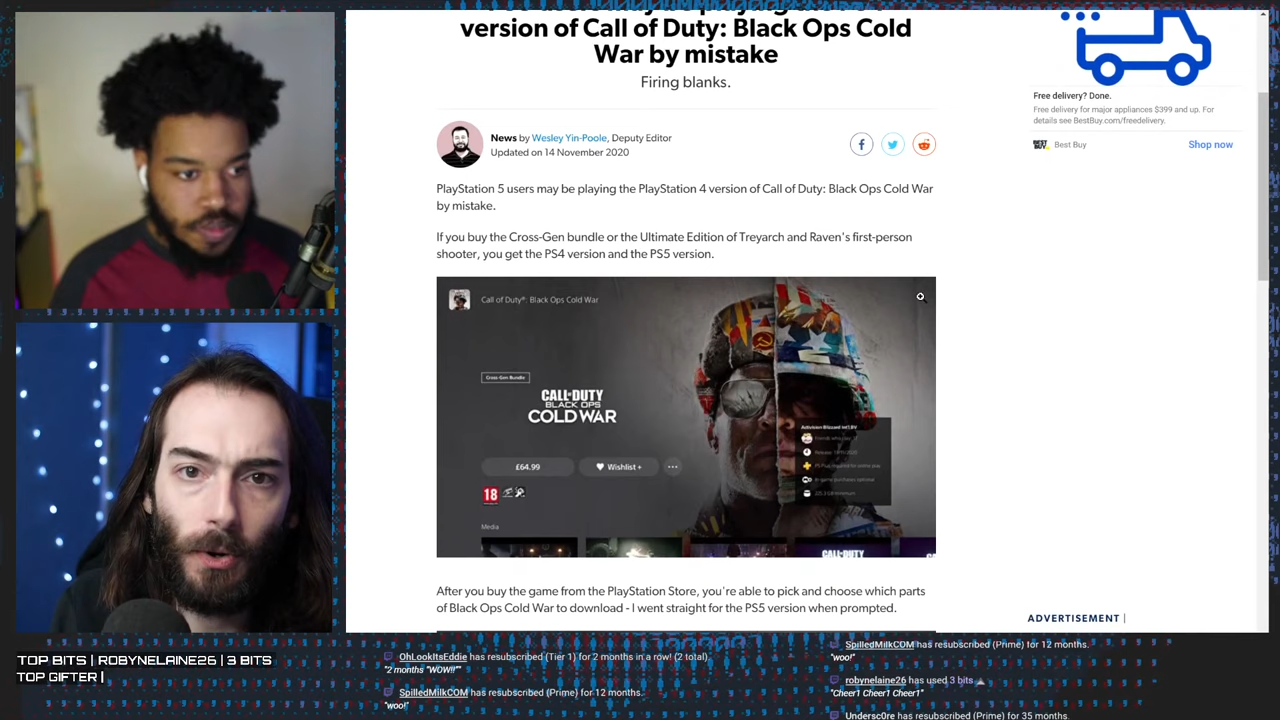 version of Call of Duty: Black Ops Cold
War by mistake
Firing blanks.
News by Wesley Yin-Poole, Deputy Editor
Updated on 14 November 2020
PlayStation 5 users may be playing the PlayStation 4 version of Call of Duty: Black Ops Cold War
by mistake.
If you buy the Cross-Gen bundle or the Ultimate Edition of Treyarch and Raven's first-person
shooter, you get the PS4 version and the PS5 version.
Call of Duty®: Black Ops Cold War
Cross-Gen Bundle
CALL OF DUTY
BLACK OPS
COLD WAR
£64.99
Wishlist +
...
18
Activision Blizzard Int'l BV
Media
CALL OF DUTY
After you buy the game from the PlayStation Store, you're able to pick and choose which parts
of Black Ops Cold War to download - I went straight for the PS5 version when prompted.
Free delivery? Done.
Free delivery for major appliances $399 and up. For
details see BestBuy.com/freedelivery.
BEST BUY
Best Buy
Shop now
ADVERTISEMENT |
TOP BITS | ROBYNELAINE26 | 3 BITS
TOP GIFTER |
OhLookItsEddie has resubscribed (Tier 1) for 2 months in a row! (2 total)
"2 months "WOW!!""
SpilledMilkCOM has resubscribed (Prime) for 12 months.
"woo!"
SpilledMilkCOM has resubscribed (Prime) for 12 months.
"woo!"
robynelaine26 has used 3 bits
"Cheer1 Cheer1 Cheer1"
Undersc0re has resubscribed (Prime) for 35 months.